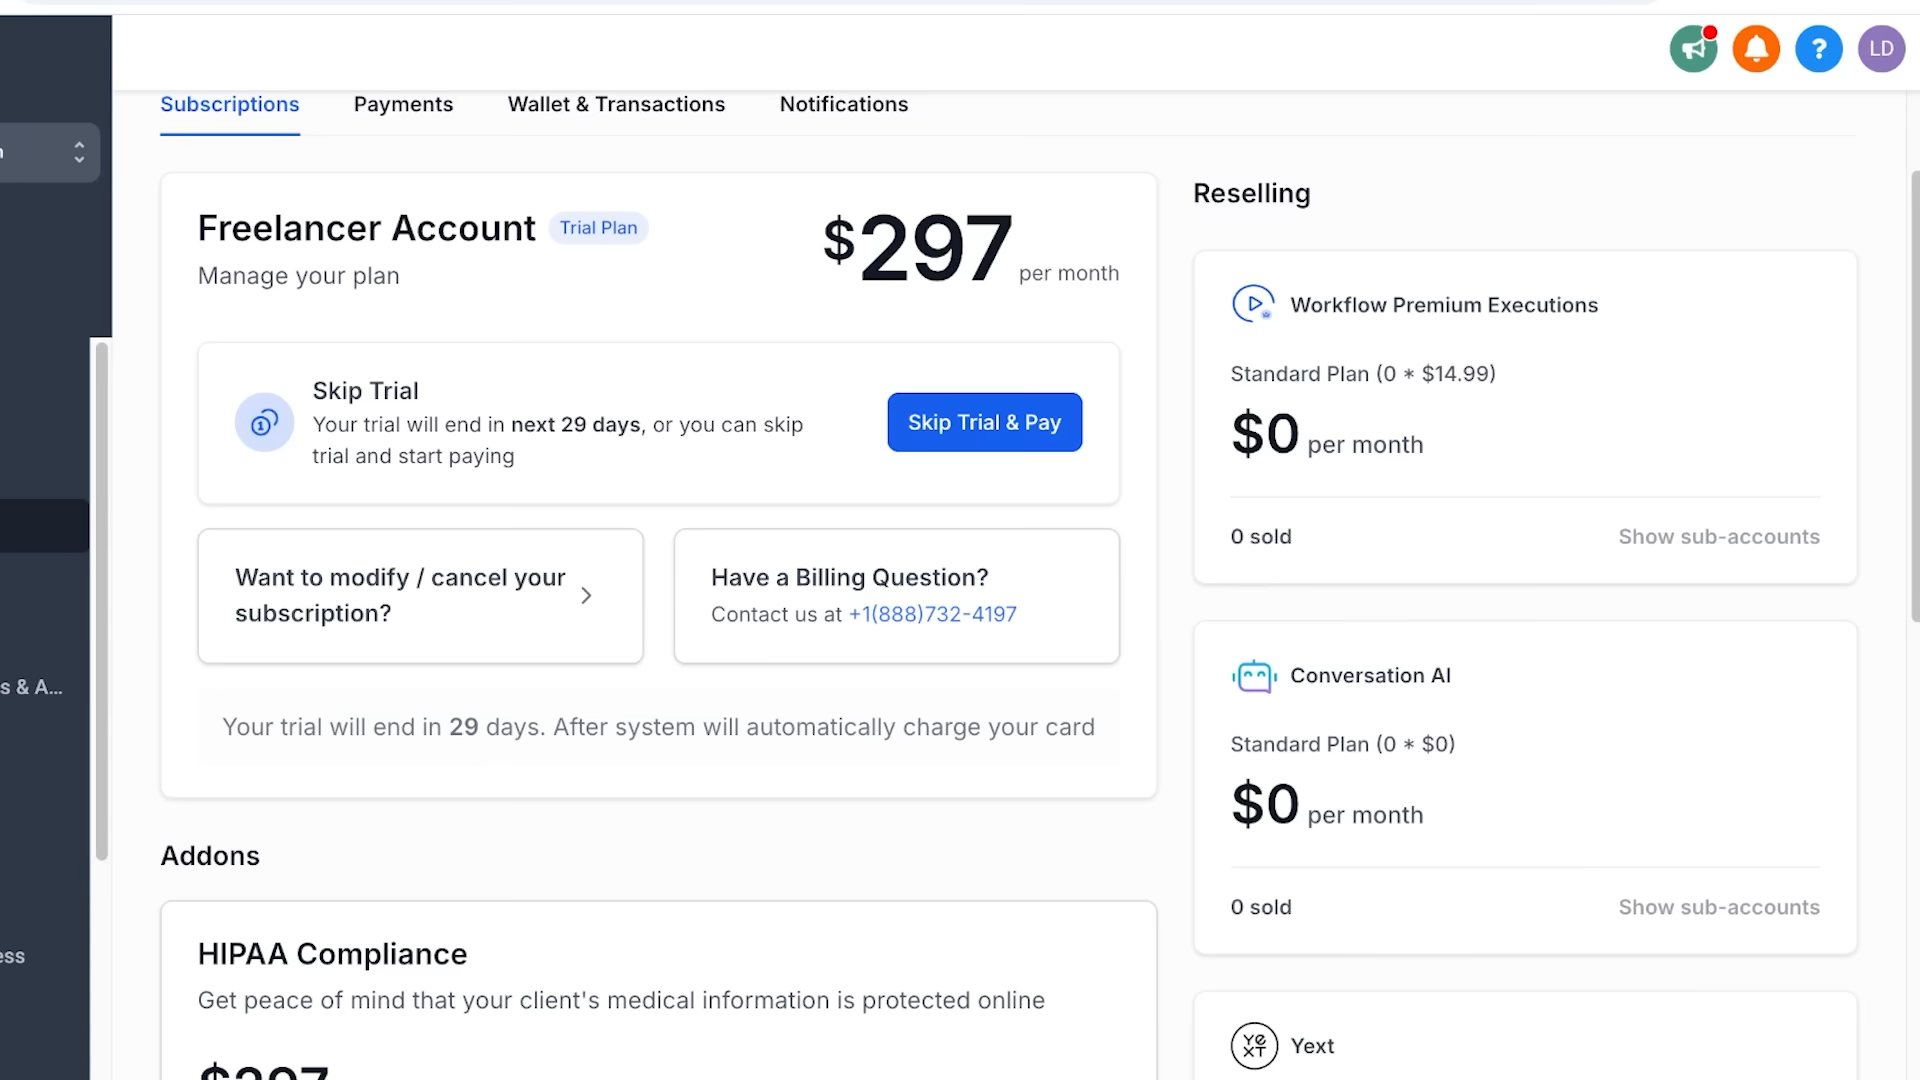 LD
Subscriptions
Payments
Wallet & Transactions
Notifications
Freelancer Account
Trial Plan
$297 per month
Manage your plan
Skip Trial
Your trial will end in next 29 days, or you can skip
trial and start paying
Skip Trial & Pay
Want to modify / cancel your
subscription?
Have a Billing Question?
Contact us at +1(888)732-4197
Your trial will end in 29 days. After system will automatically charge your card
Addons
HIPAA Compliance
Get peace of mind that your client's medical information is protected online
$297
Reselling
Workflow Premium Executions
Standard Plan (0 * $14.99)
$0 per month
0 sold
Show sub-accounts
Conversation AI
Standard Plan (0 * $0)
$0 per month
0 sold
Show sub-accounts
Yext
s & A...
ess